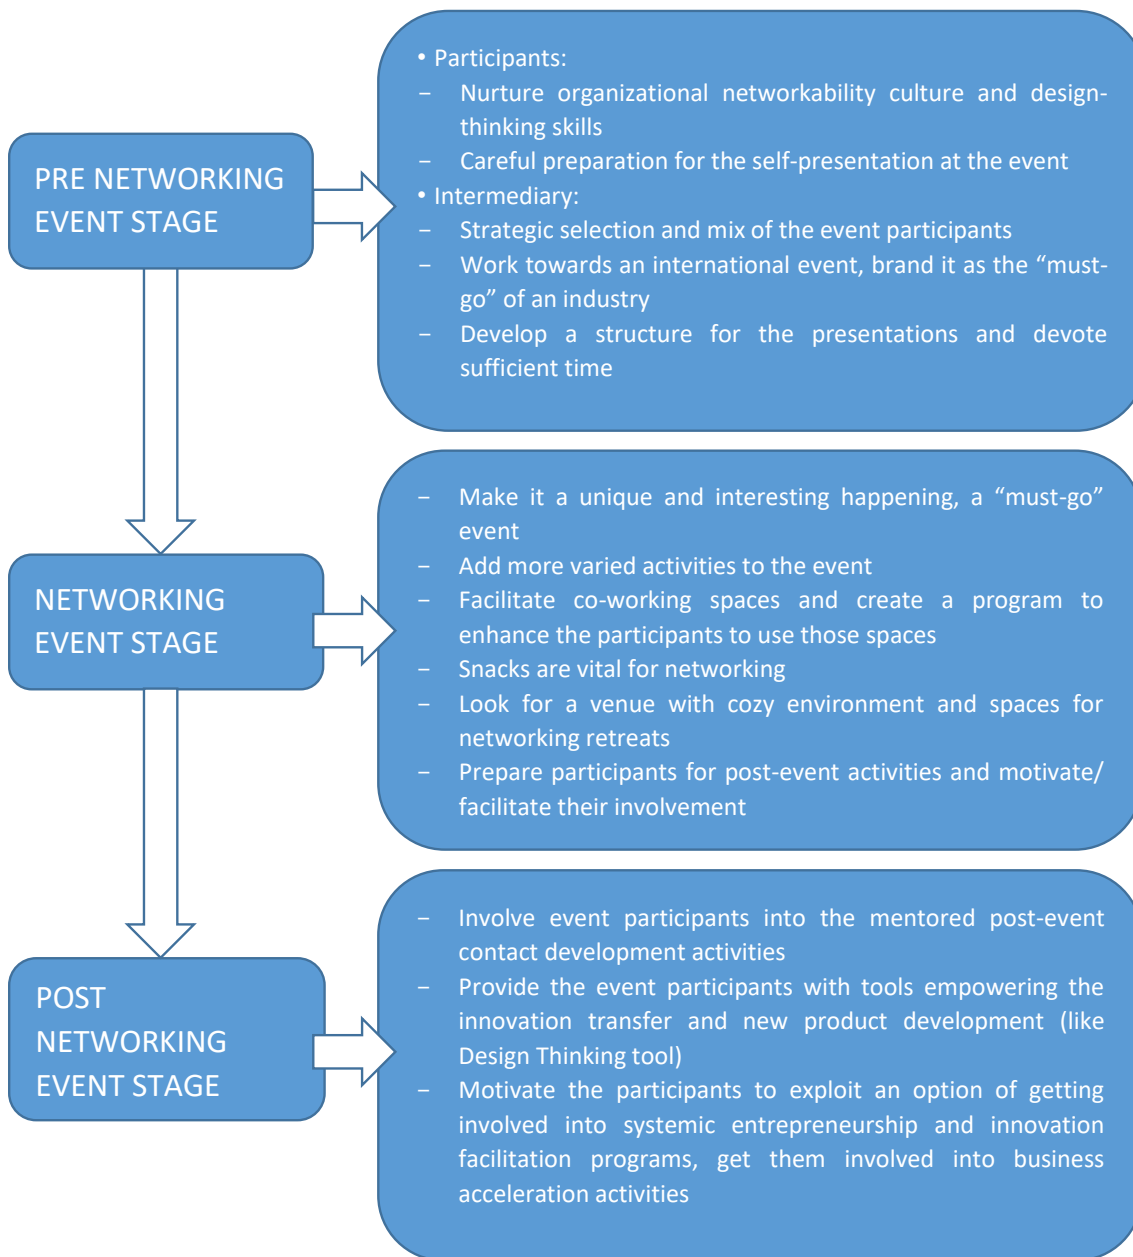 PRE NETWORKING
EVENT STAGE
• Participants:
− Nurture organizational networkability culture and design-
thinking skills
− Careful preparation for the self-presentation at the event
• Intermediary:
− Strategic selection and mix of the event participants
− Work towards an international event, brand it as the “must-
go” of an industry
− Develop a structure for the presentations and devote
sufficient time
NETWORKING
EVENT STAGE
− Make it a unique and interesting happening, a “must-go”
event
− Add more varied activities to the event
− Facilitate co-working spaces and create a program to
enhance the participants to use those spaces
− Snacks are vital for networking
− Look for a venue with cozy environment and spaces for
networking retreats
− Prepare participants for post-event activities and motivate/
facilitate their involvement
POST
NETWORKING
EVENT STAGE
− Involve event participants into the mentored post-event
contact development activities
− Provide the event participants with tools empowering the
innovation transfer and new product development (like
Design Thinking tool)
− Motivate the participants to exploit an option of getting
involved into systemic entrepreneurship and innovation
facilitation programs, get them involved into business
acceleration activities